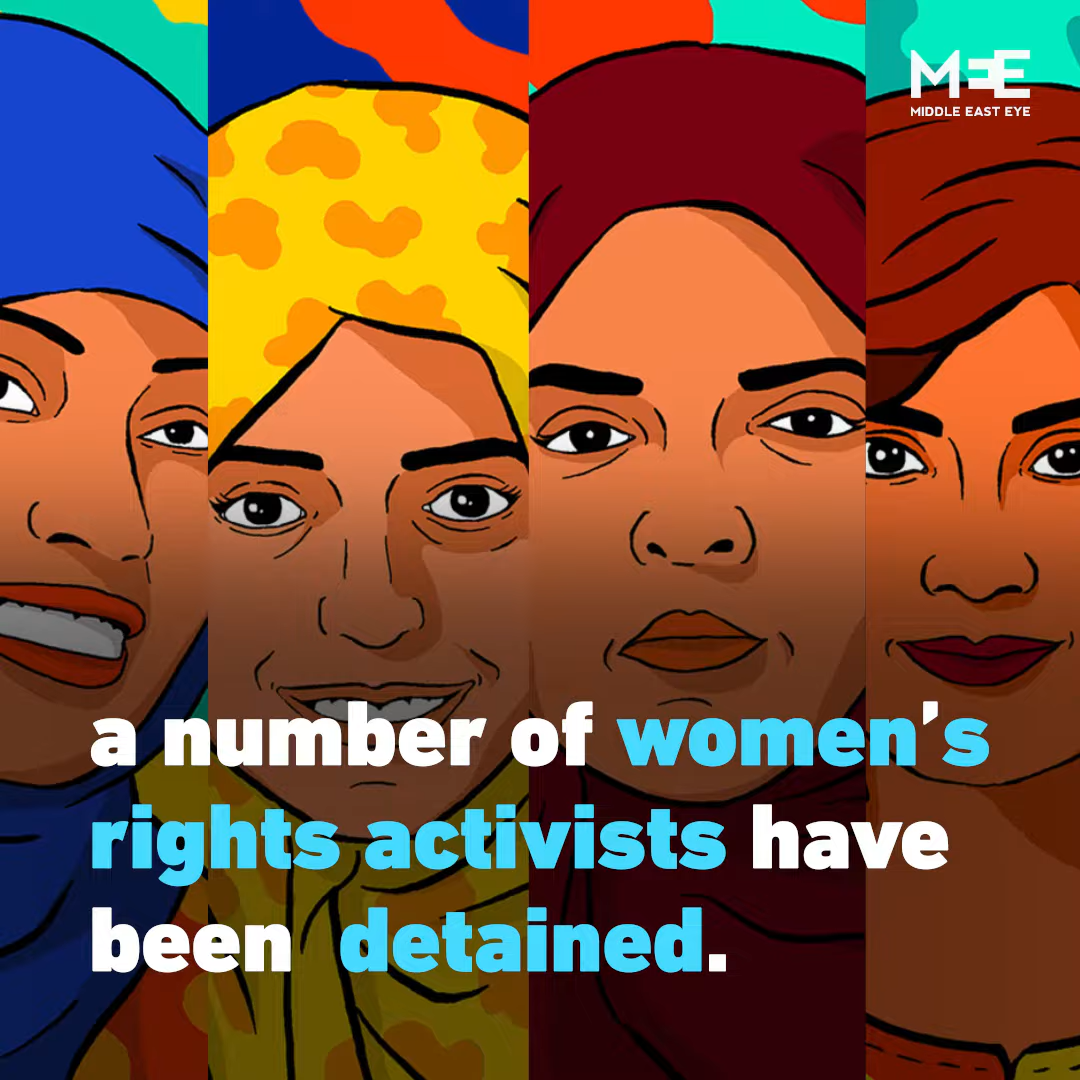 MEE
MIDDLE EAST EYE
a number of women's
rights activists have
been detained.